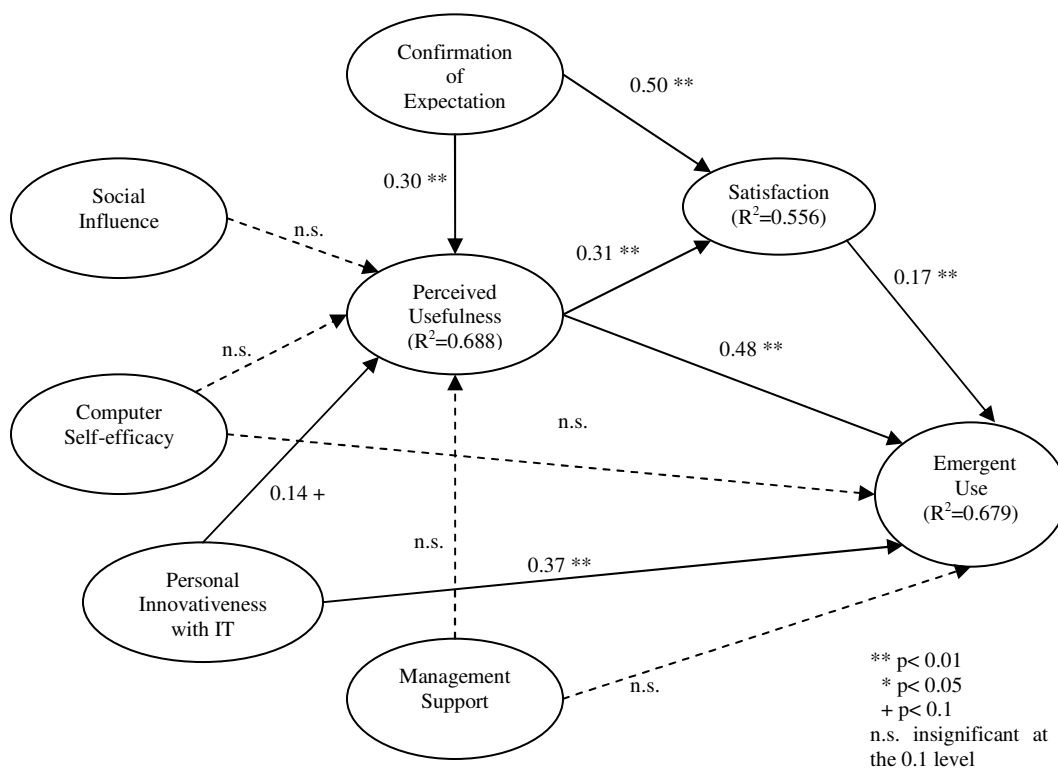 Confirmation
of
Expectation
0.50 **
0.30 **
Social
Influence
n.s.
Satisfaction
(R²=0.556)
0.31 **
0.17 **
Perceived
Usefulness
(R²=0.688)
n.s.
0.48 **
Computer
Self-efficacy
n.s.
Emergent
Use
(R²=0.679)
0.14 +
n.s.
0.37 **
Personal
Innovativeness
with IT
Management
Support
n.s.
** p< 0.01
* p< 0.05
+ p< 0.1
n.s. insignificant at
the 0.1 level